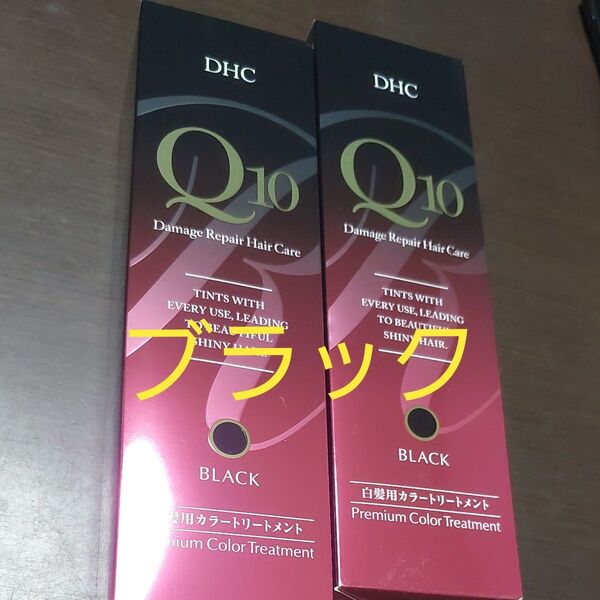 DHC
Q10
Damage Repair Hair Care
TINTS WITH
EVERY USE, LEADING
TO BEAUTIFUL
SHINY HAIR.
BLACK
髪用カラートリートメント
mium Color Treatment
DHC
Q10
Damage Repair Hair Care
TINTS WITH
EVERY USE, LEADING
TO BEAUTIFUL
SHINY HAIR.
BLACK
白髪用カラートリートメント
Premium Color Treatment
ブラック